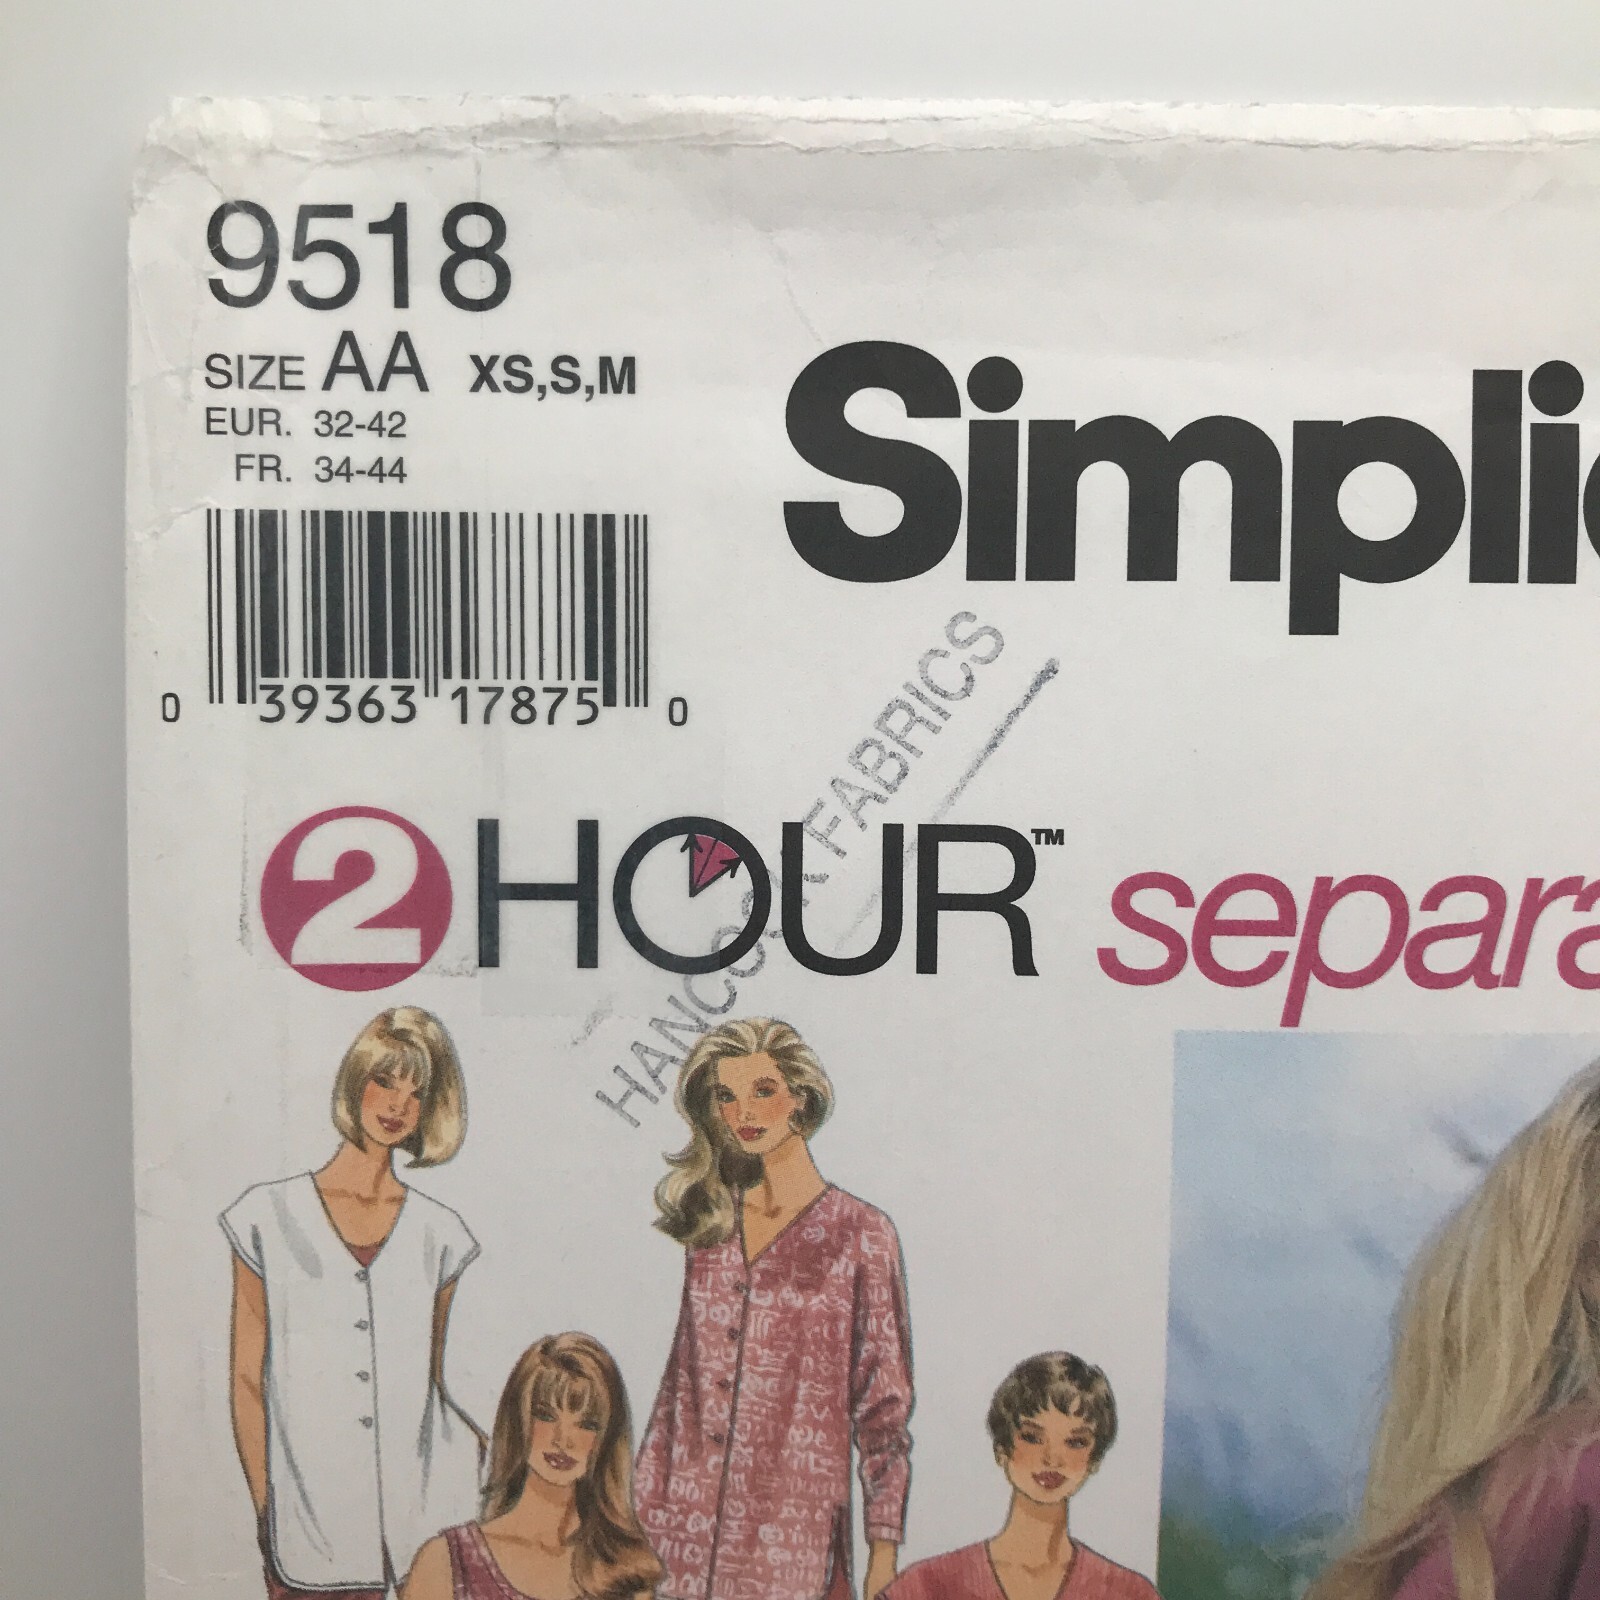 9518
SIZE AA XS,S,M
EUR. 32-42
FR. 34-44
0 39363 17875 0
Simplic
2 HOUR™ separa
HANCOCK FABRICS